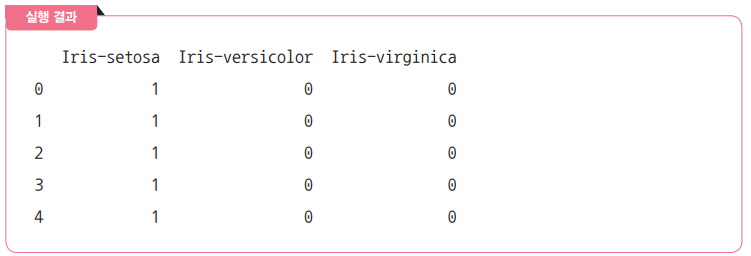 실행 결과
Iris-setosa Iris-versicolor Iris-virginica
0 1 0 0
1 1 0 0
2 1 0 0
3 1 0 0
4 1 0 0